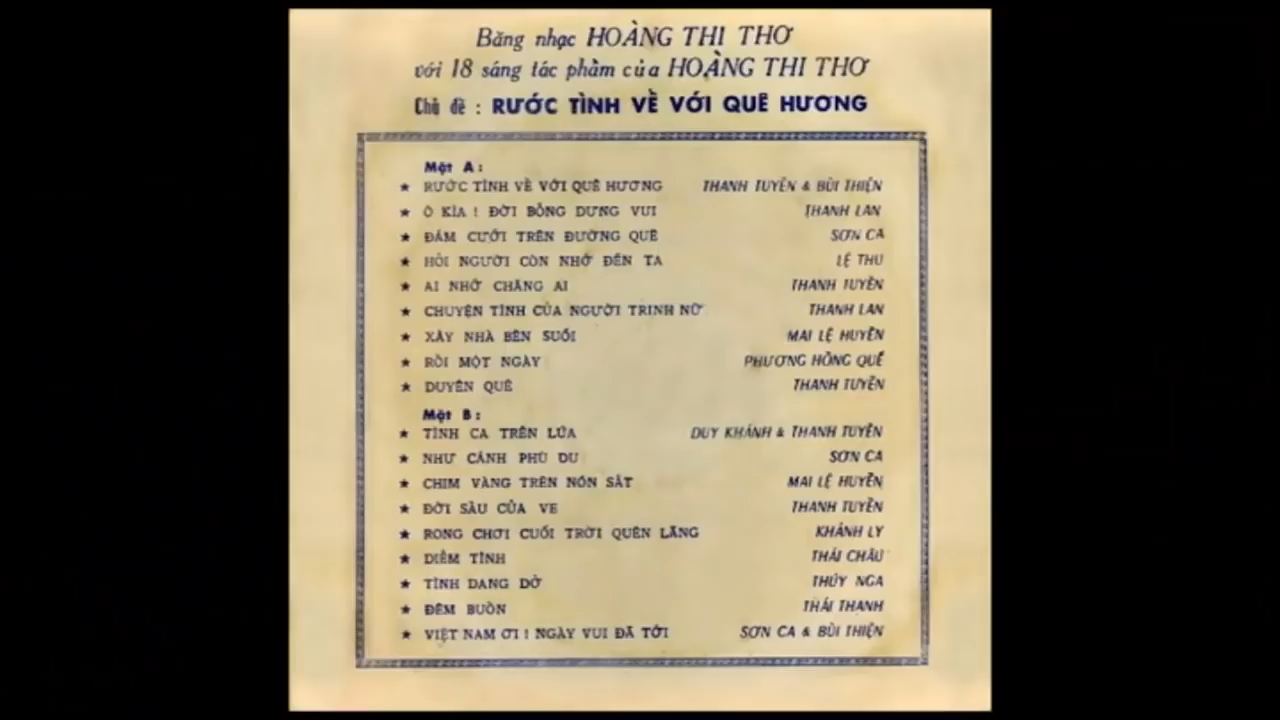 Băng nhạc HOÀNG THI THƠ
với 18 sáng tác phẩm của HOÀNG THI THƠ
Chủ đề : RƯỚC TÌNH VỀ VỚI QUÊ HƯƠNG
Mặt A :
★ RƯỚC TÌNH VỀ VỚI QUÊ HƯƠNG THANH TUYỀN & BÙI THIỆN
★ Ô KÌA ! ĐỜI BỖNG DƯNG VUI THANH LAN
★ ĐÁM CƯỚI TRÊN ĐƯỜNG QUÊ SƠN CA
★ HỎI NGƯỜI CÒN NHỚ ĐẾN TA LỆ THU
★ AI NHỚ CHĂNG AI THANH TUYỀN
★ CHUYỆN TÌNH CỦA NGƯỜI TRINH NỮ THANH LAN
★ XÂY NHÀ BÊN SUỐI MAI LỆ HUYỀN
★ RỒI MỘT NGÀY PHƯƠNG HỒNG QUẾ
★ DUYÊN QUÊ THANH TUYỀN
Mặt B :
★ TÌNH CA TRÊN LÚA DUY KHÁNH & THANH TUYỀN
★ NHƯ CÁNH PHÙ DU SƠN CA
★ CHIM VÀNG TRÊN NÓN SẮT MAI LỆ HUYỀN
★ ĐỜI SẦU CỦA VE THANH TUYỀN
★ RONG CHƠI CUỐI TRỜI QUÊN LÃNG KHÁNH LY
★ DIỄM TÌNH THÁI CHÂU
★ TÌNH DANG DỞ THÚY NGA
★ ĐÊM BUỒN THÁI THANH
★ VIỆT NAM ƠI ! NGÀY VUI ĐÃ TỚI SƠN CA & BÙI THIỆN